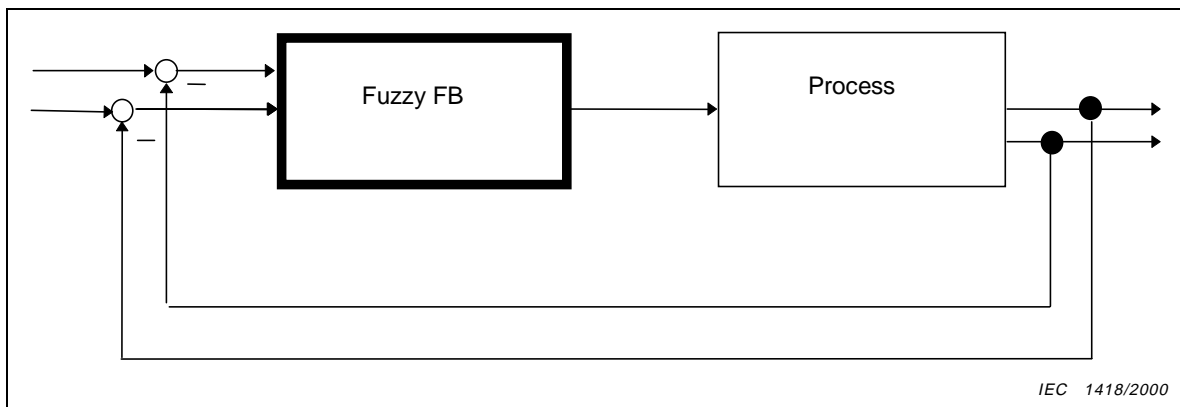 Fuzzy FB
Process
–
–
IEC 1418/2000